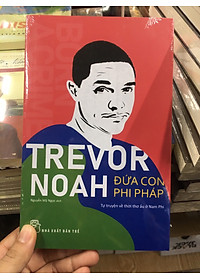 TREVOR
NOAH
ĐỨA CON
PHI PHÁP
Tự truyện về thời thơ ấu ở Nam Phi
NHÀ XUẤT BẢN TRẺ